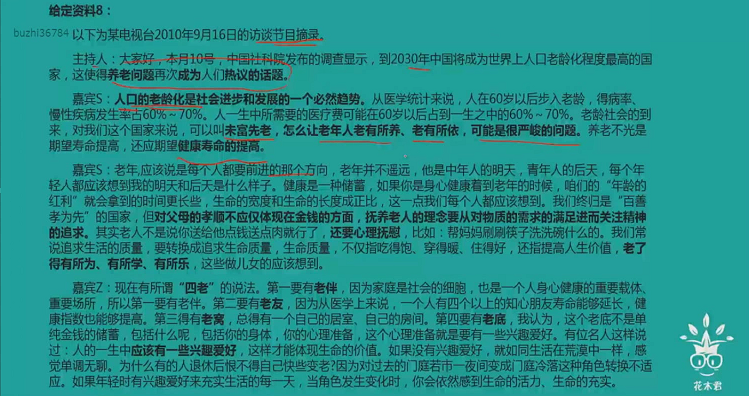 给定资料8：
buzhi36784
以下为某电视台2010年9月16日的访谈节目摘录。
主持人：大家好，本月10号，中国社科院发布的调查显示，到2030年中国将成为世界上人口老龄化程度最高的国
家，这使得养老问题再次成为人们热议的话题。
嘉宾S：人口的老龄化是社会进步和发展的一个必然趋势。从医学统计来说，人在60岁以后步入老龄，得病率、
慢性疾病发生率占60%～70%。人一生中所需要的医疗费可能在60岁以后占到一生之中的60%～70%。老龄社会的到
来，对我们这个国家来说，可以叫未富先老，怎么让老年人老有所养、老有所依，可能是很严峻的问题。养老不光是
期望寿命提高，还应期望健康寿命的提高。
嘉宾S：老年,应该说是每个人都要前进的那个方向，老年并不遥远，他是中年人的明天，青年人的后天，每个年
轻人都应该想到我的明天和后天是什么样子。健康是一种储蓄，如果你是身心健康着到老年的时候，咱们的“年龄的
红利”就会拿到的时间更长些，生命的宽度和生命的长度成正比，这一点我们每个人都应该想到。我们终归是“百善
孝为先”的国家，但对父母的孝顺不应仅体现在金钱的方面，抚养老人的理念要从对物质的需求的满足进而关注精神
的追求。其实老人不是说你送给他点钱送点肉就行了，还要心理抚慰，比如：帮妈妈刷刷筷子洗洗碗什么的。我们常
说追求生活的质量，要转换成追求生命质量，生命质量，不仅指吃得饱、穿得暖、住得好，还指提高人生价值，老了
得有所为、有所学、有所乐，这些做儿女的应该想到。
嘉宾Z：现在有所谓“四老”的说法。第一要有老伴，因为家庭是社会的细胞，也是一个人身心健康的重要载体、
重要场所，所以第一要有老伴。第二要有老友，因为从医学上来说，一个人有四个以上的知心朋友寿命能够延长，健
康指数也能够提高。第三得有老窝，总得有一个自己的居室、自己的房间。第四要有老底，我认为，这个老底不是单
纯金钱的储蓄，包括什么呢，包括你的身体，你的心理准备，这个心理准备就是要有一些兴趣爱好。有位名人这样说
过：人的一生中应该有一些兴趣爱好，这样才能体现生命的价值。如果没有兴趣爱好，就如同生活在荒漠中一样，感
觉单调无聊。为什么有的人退休后恨不得自己快些变老?因为对过去的门庭若市一夜间变成门庭冷落这种角色转换不适
应。如果年轻时有兴趣爱好来充实生活的每一天，当角色发生变化时，你会依然感到生命的活力、生命的充实。
花木君